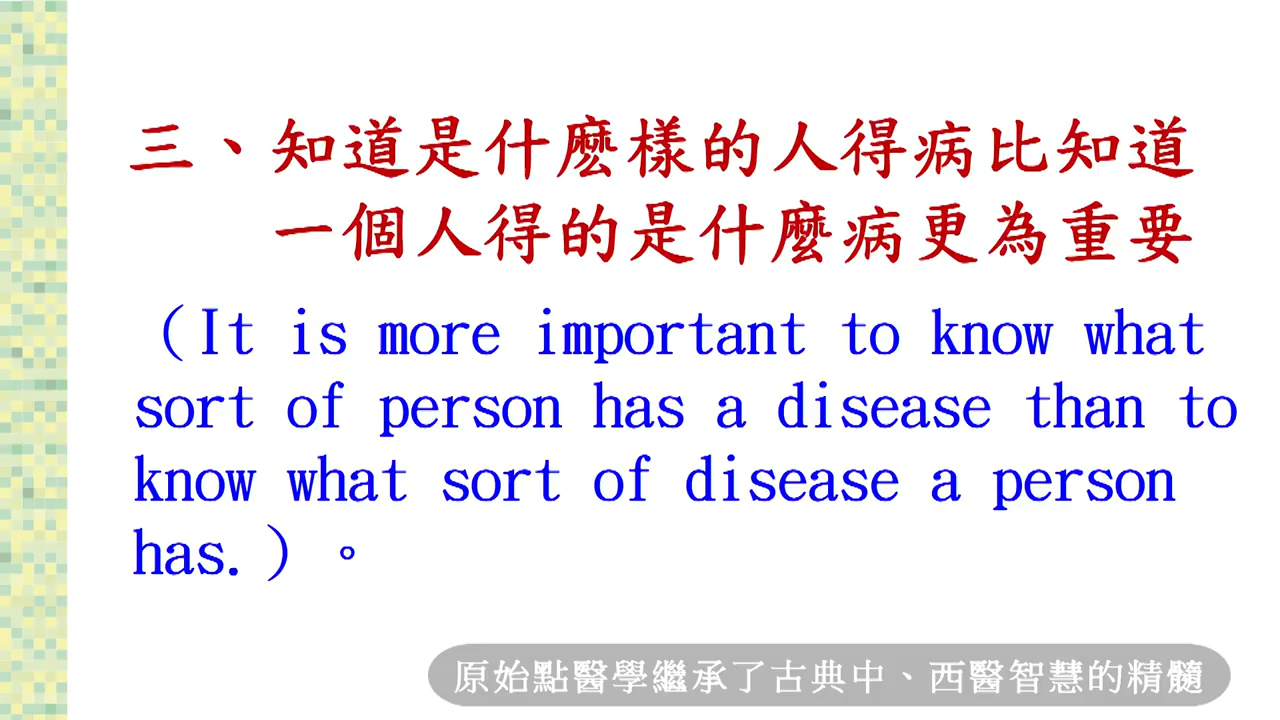 三、知道是什麼樣的人得病比知道
一個人得的是什麼病更為重要
（It is more important to know what
sort of person has a disease than to
know what sort of disease a person
has.）。
原始點醫學繼承了古典中、西醫智慧的精髓